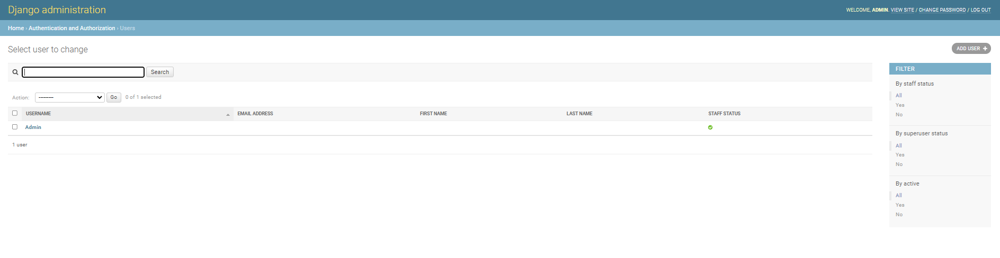 Django administration
WELCOME, ADMIN. VIEW SITE / CHANGE PASSWORD / LOG OUT
Home › Authentication and Authorization › Users
Select user to change
ADD USER
Search
Action: --------- Go 0 of 1 selected
USERNAME EMAIL ADDRESS FIRST NAME LAST NAME STAFF STATUS
Admin
1 user
FILTER
By staff status
All
Yes
No
By superuser status
All
Yes
No
By active
All
Yes
No